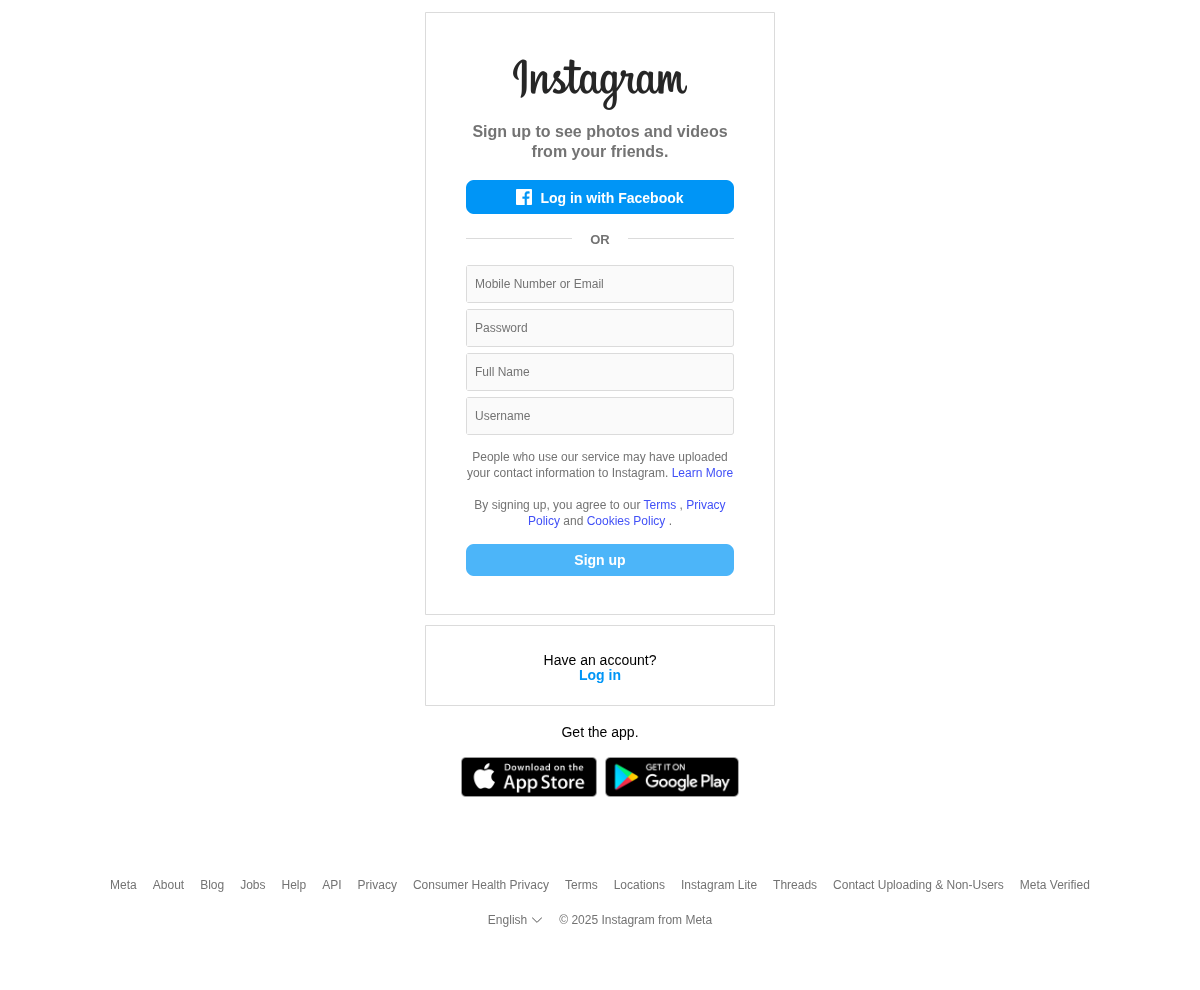 Instagram
Sign up to see photos and videos
from your friends.
Log in with Facebook
OR
Mobile Number or Email
Password
Full Name
Username
People who use our service may have uploaded
your contact information to Instagram. Learn More
By signing up, you agree to our Terms , Privacy
Policy and Cookies Policy .
Sign up
Have an account?
Log in
Get the app.
Download on the
App Store
GET IT ON
Google Play
Meta About Blog Jobs Help API Privacy Consumer Health Privacy Terms Locations Instagram Lite Threads Contact Uploading & Non-Users Meta Verified
English © 2025 Instagram from Meta